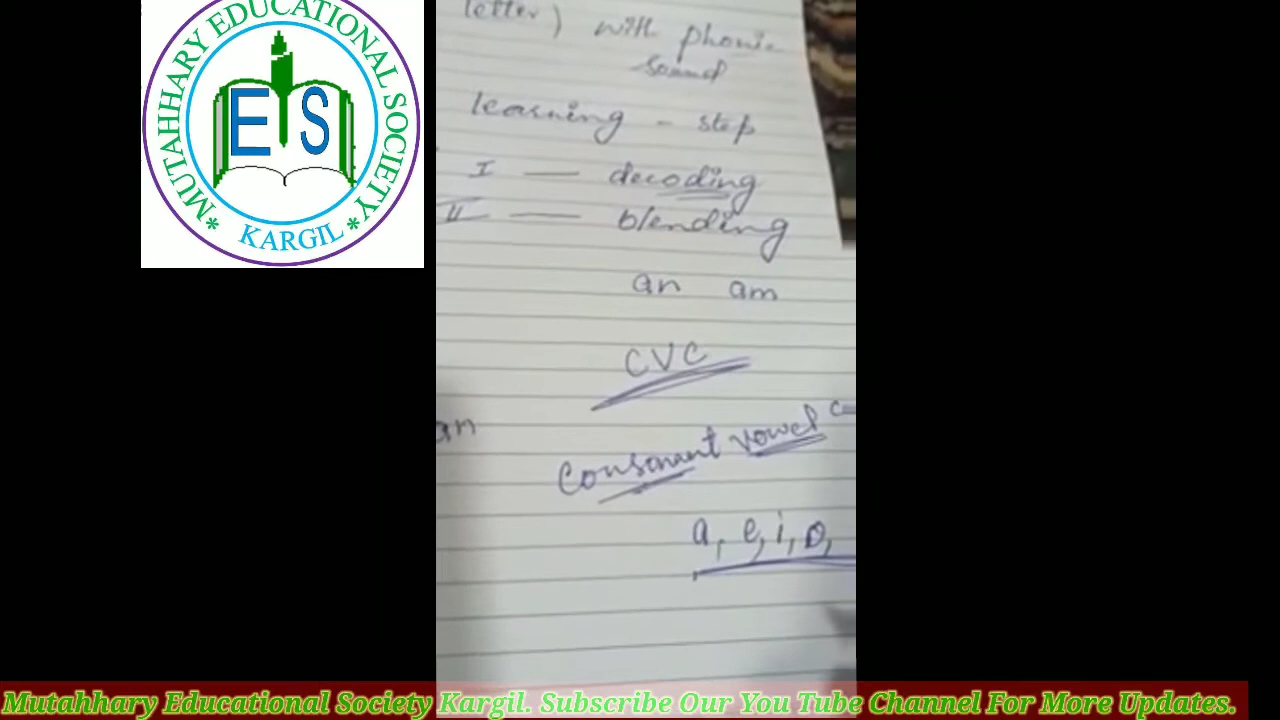 MUTAHHARY EDUCATIONAL SOCIETY
E S
* KARGIL *
letter) with phonic
sound
learning - step
I — decoding
II — blending
an am
CVC
an
Consonant vowel C
a, e, i, o,
Mutahhary Educational Society Kargil. Subscribe Our You Tube Channel For More Updates.